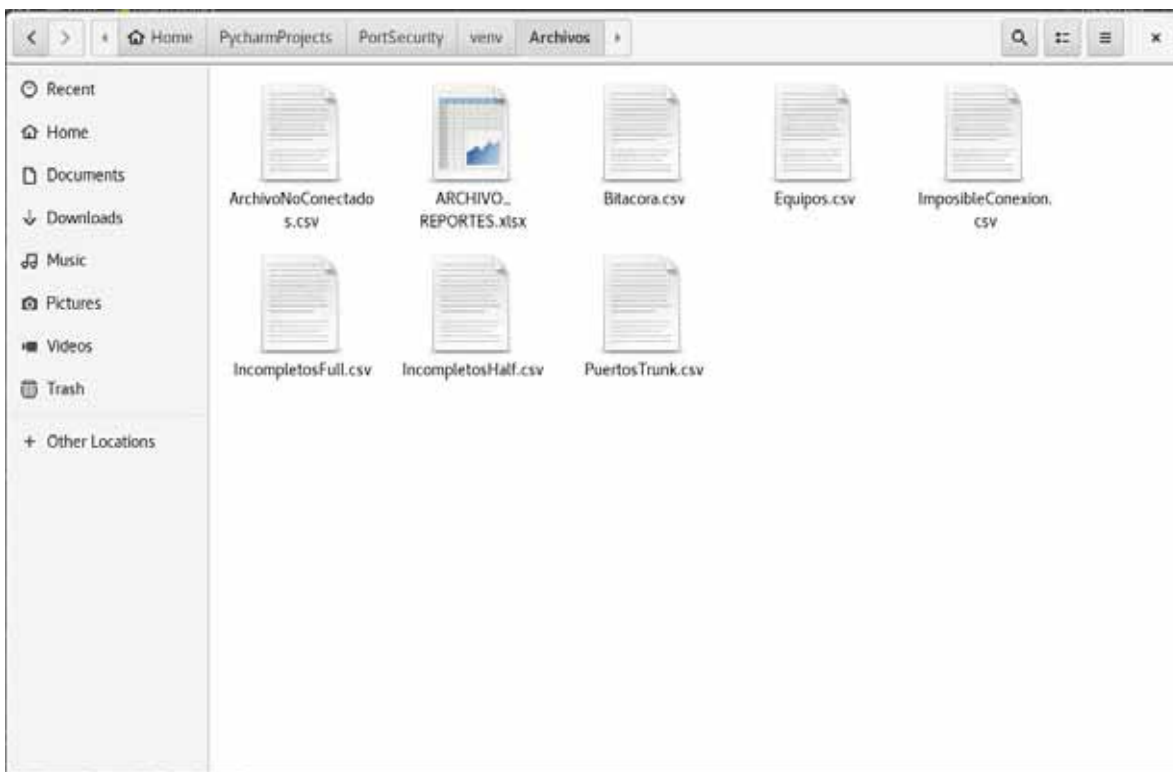 Home PycharmProjects PortSecurity venv Archivos
Recent
Home
Documents
Downloads
Music
Pictures
Videos
Trash
+ Other Locations
ArchivoNoConectado
s.csv
ARCHIVO_
REPORTES.xlsx
Bitacora.csv
Equipos.csv
ImposibleConexion.
csv
IncompletosFull.csv
IncompletosHalf.csv
PuertosTrunk.csv